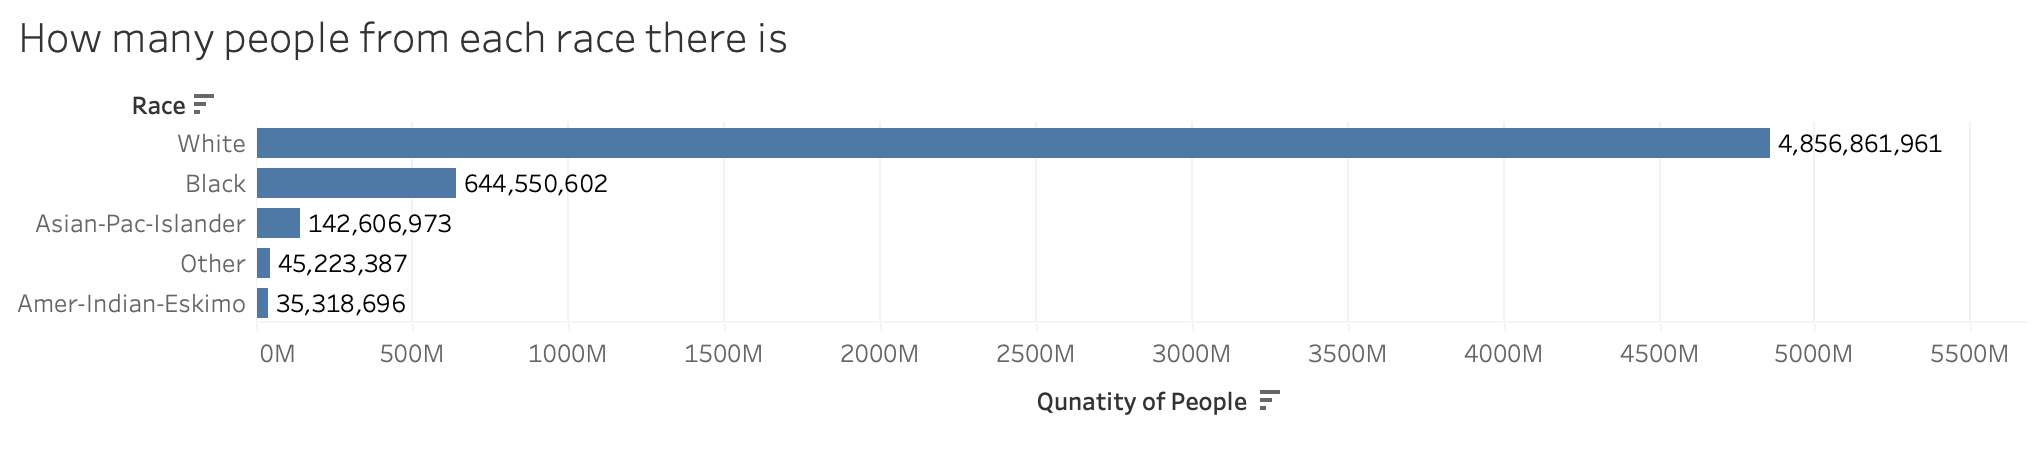 How many people from each race there is
Race
White 4,856,861,961
Black 644,550,602
Asian-Pac-Islander 142,606,973
Other 45,223,387
Amer-Indian-Eskimo 35,318,696
0M 500M 1000M 1500M 2000M 2500M 3000M 3500M 4000M 4500M 5000M 5500M
Qunatity of People